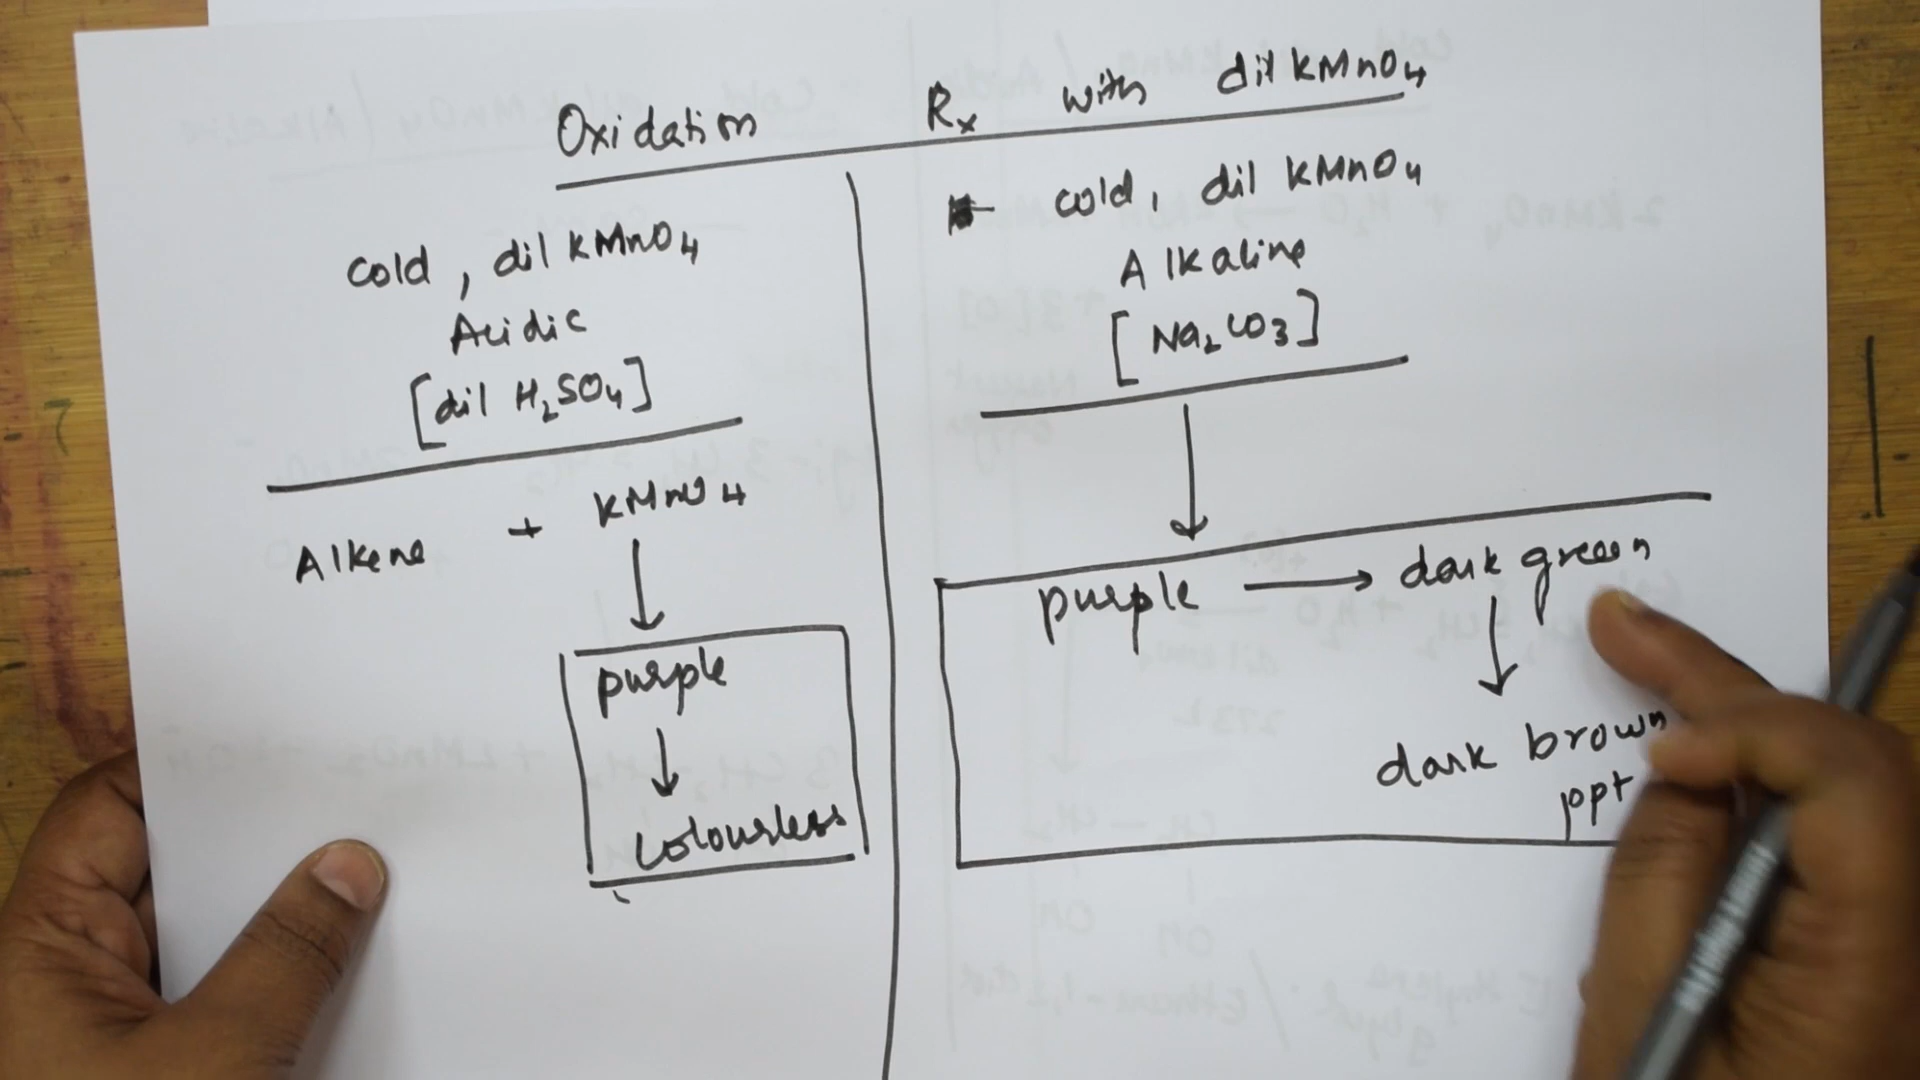 Oxidation Rx with dil KMnO4
cold, dil KMnO4
Acidic
[dil H2SO4]
Alkene + KMnO4
purple
colourless
cold, dil KMnO4
Alkaline
[Na2CO3]
purple → dark green
dark brown
ppt